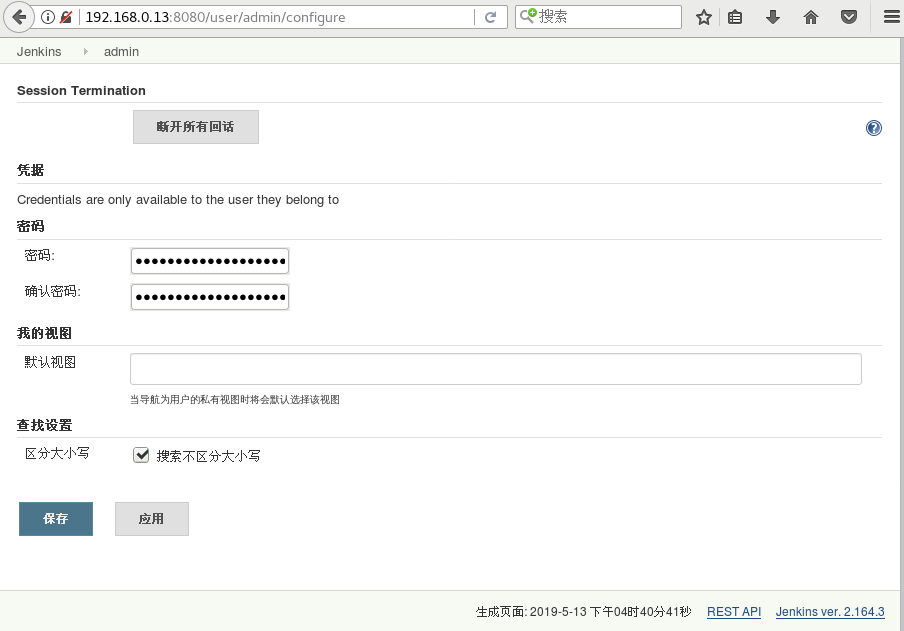 192.168.0.13:8080/user/admin/configure
搜索
Jenkins admin
Session Termination
断开所有回话
凭据
Credentials are only available to the user they belong to
密码
密码:
确认密码:
我的视图
默认视图
当导航为用户的私有视图时将会默认选择该视图
查找设置
区分大小写
搜索不区分大小写
保存 应用
生成页面: 2019-5-13 下午04时40分41秒 REST API Jenkins ver. 2.164.3